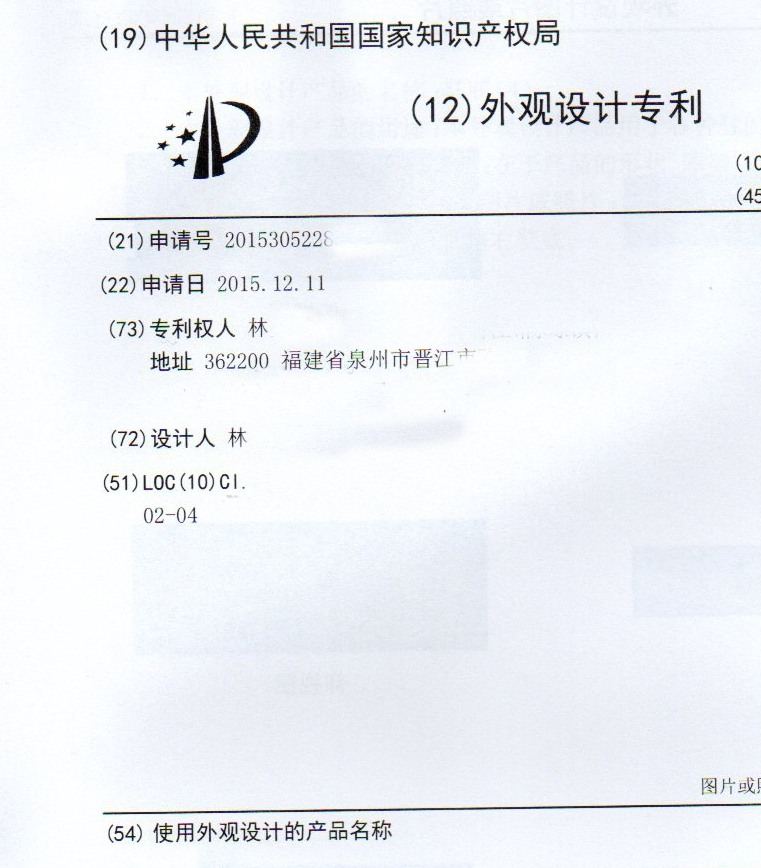 (19)中华人民共和国国家知识产权局
(12)外观设计专利
(10
(45
(21)申请号 2015305228
(22)申请日 2015.12.11
(73)专利权人 林
地址 362200 福建省泉州市晋江市
(72)设计人 林
(51)LOC(10)Cl.
02-04
图片或照
(54) 使用外观设计的产品名称